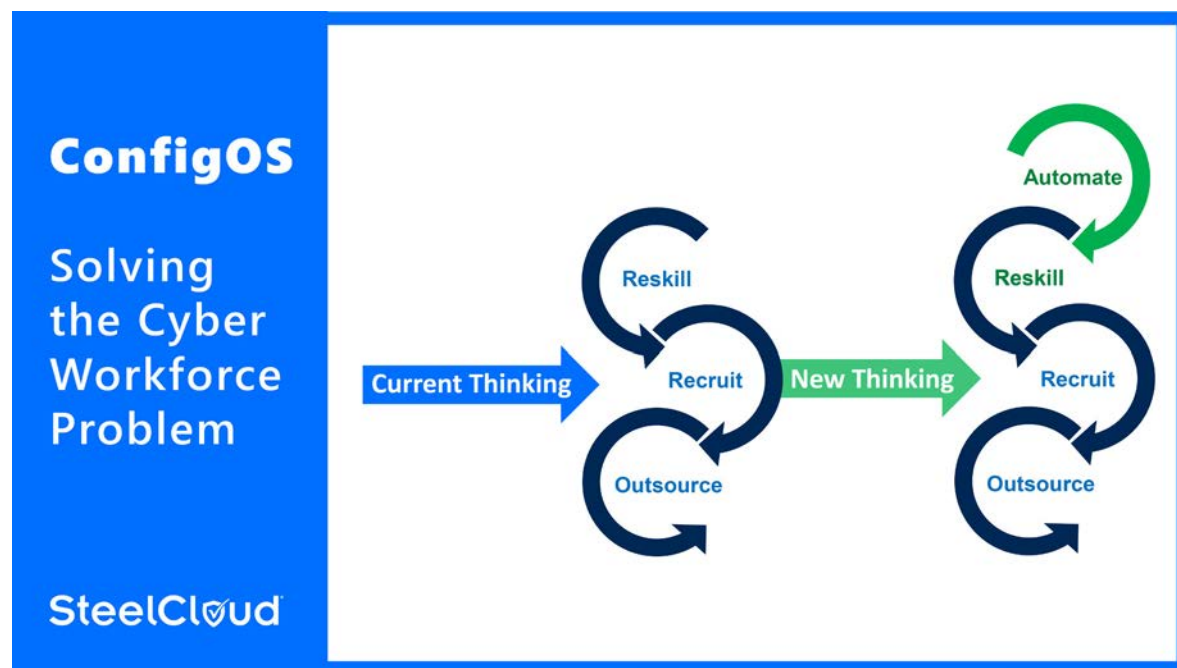 ConfigOS
Solving
the Cyber
Workforce
Problem
SteelCloud
Current Thinking
Reskill
Recruit
Outsource
New Thinking
Automate
Reskill
Recruit
Outsource